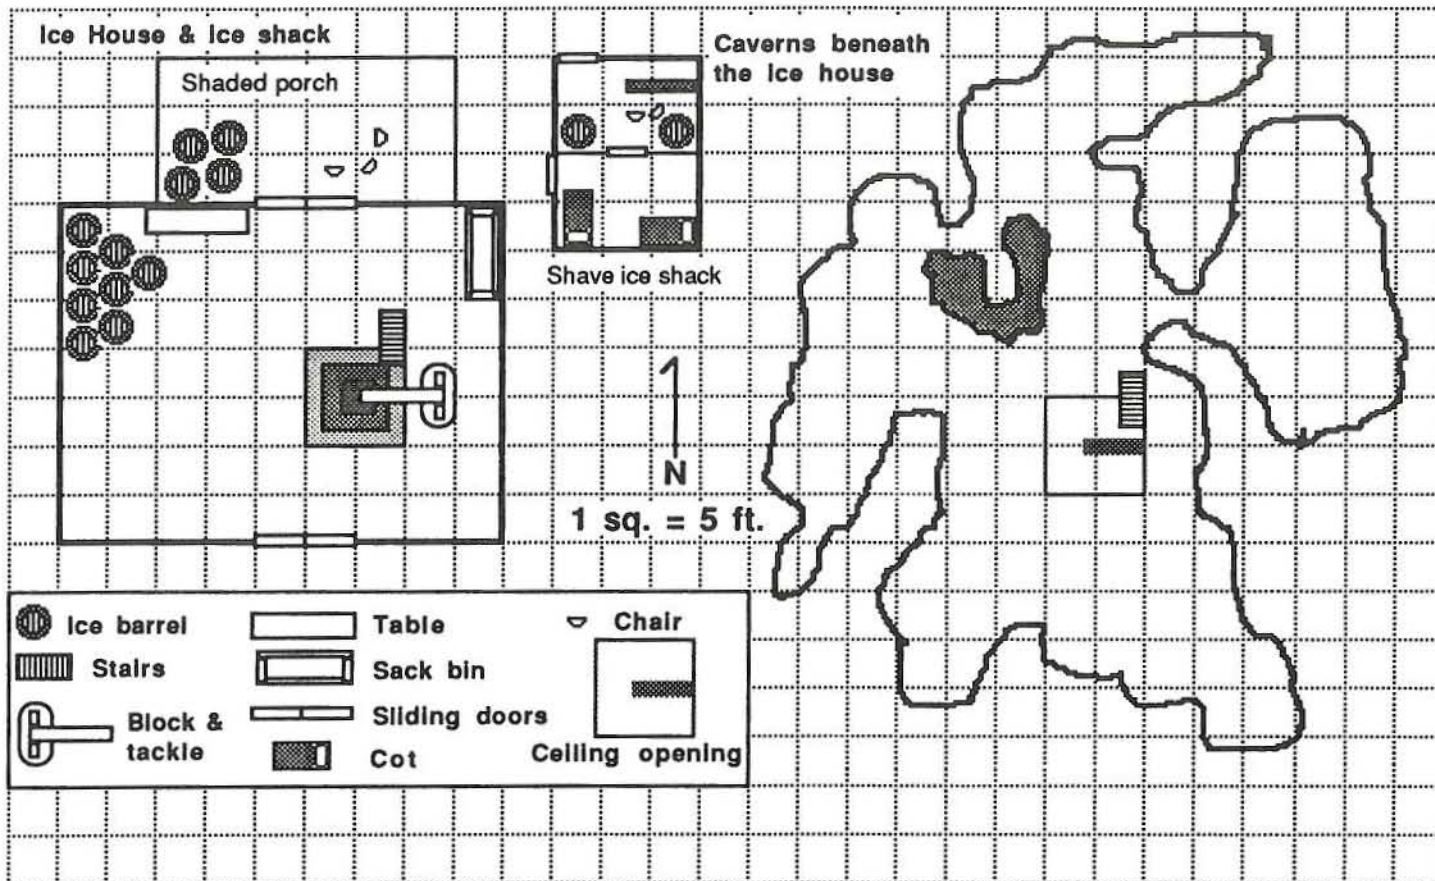 Ice House & Ice shack
Shaded porch
Caverns beneath
the Ice house
Shave ice shack
N
1 sq. = 5 ft.
Ice barrel
Table
Chair
Stairs
Sack bin
Block &
tackle
Sliding doors
Cot
Ceiling opening